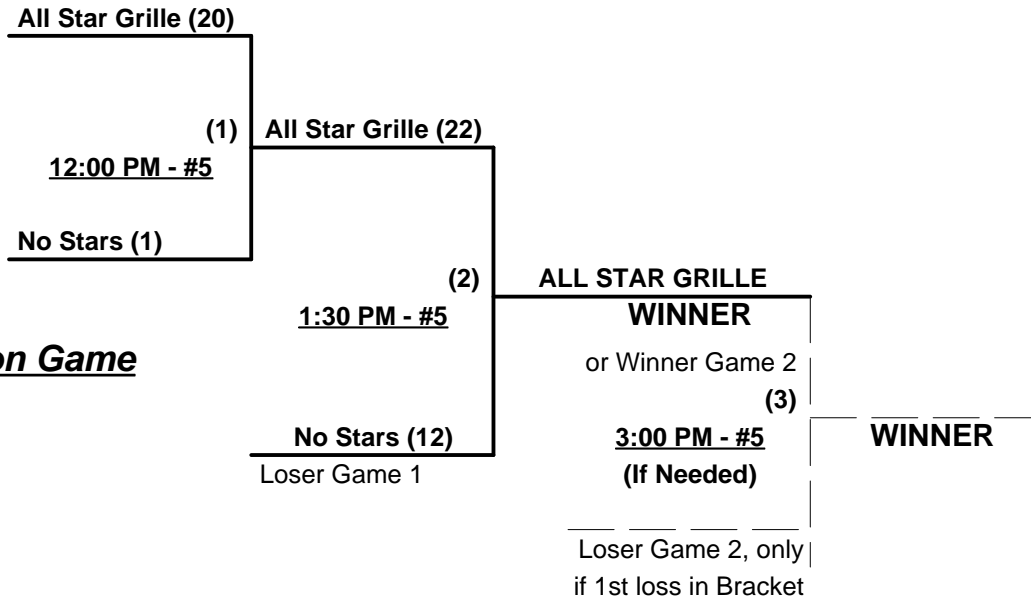 All Star Grille (20)
(1)
All Star Grille (22)
12:00 PM - #5
No Stars (1)
(2)
ALL STAR GRILLE
1:30 PM - #5
WINNER
Game
or Winner Game 2
(3)
No Stars (12)
3:00 PM - #5
WINNER
Loser Game 1
(If Needed)
Loser Game 2, only
if 1st loss in Bracket